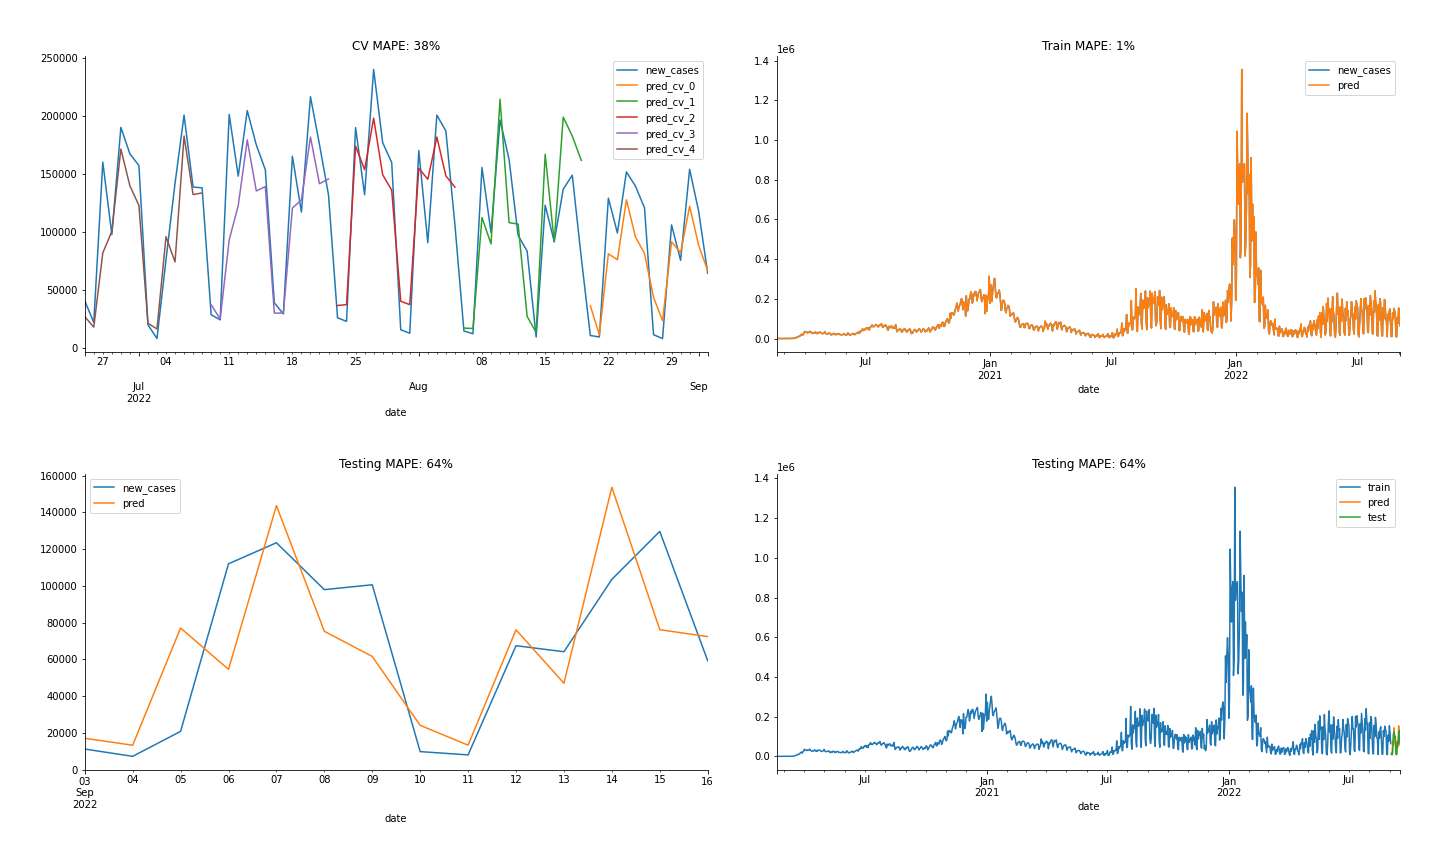 CV MAPE: 38%
250000
200000
150000
100000
50000
0
new_cases
pred_cv_0
pred_cv_1
pred_cv_2
pred_cv_3
pred_cv_4
27 04 11 18 25 08 15 22 29
Jul Aug Sep
2022
date
Train MAPE: 1%
1e6
1.4
1.2
1.0
0.8
0.6
0.4
0.2
0.0
new_cases
pred
Jul Jan Jul Jan Jul
2021 2022
date
Testing MAPE: 64%
160000
140000
120000
100000
80000
60000
40000
20000
0
new_cases
pred
03 04 05 06 07 08 09 10 11 12 13 14 15 16
Sep
2022
date
Testing MAPE: 64%
1e6
1.4
1.2
1.0
0.8
0.6
0.4
0.2
0.0
train
pred
test
Jul Jan Jul Jan Jul
2021 2022
date